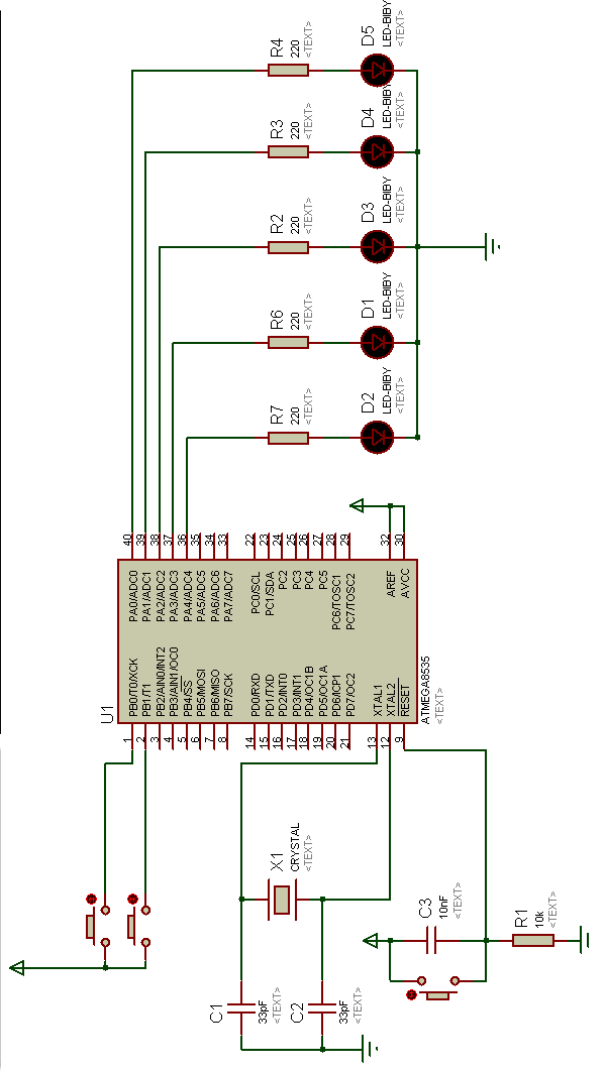 R4
220
<TEXT>
D5
LED-BIBY
<TEXT>
R3
220
<TEXT>
D4
LED-BIBY
<TEXT>
R2
220
<TEXT>
D3
LED-BIBY
<TEXT>
R6
220
<TEXT>
D1
LED-BIBY
<TEXT>
R7
220
<TEXT>
D2
LED-BIBY
<TEXT>
U1
1 PB0/T0/XCK
2 PB1/T1
3 PB2/AIN0/INT2
4 PB3/AIN1/OC0
5 PB4/SS
6 PB5/MOSI
7 PB6/MISO
8 PB7/SCK
14 PD0/RXD
15 PD1/TXD
16 PD2/INT0
17 PD3/INT1
18 PD4/OC1B
19 PD5/OC1A
20 PD6/ICP1
21 PD7/OC2
13 XTAL1
12 XTAL2
9 RESET
PA0/ADC0 40
PA1/ADC1 39
PA2/ADC2 38
PA3/ADC3 37
PA4/ADC4 36
PA5/ADC5 35
PA6/ADC6 34
PA7/ADC7 33
PC0/SCL 22
PC1/SDA 23
PC2 24
PC3 25
PC4 26
PC5 27
PC6/TOSC1 28
PC7/TOSC2 29
AREF 32
AVCC 30
ATMEGA8535
<TEXT>
X1
CRYSTAL
<TEXT>
C1
33pF
<TEXT>
C2
33pF
<TEXT>
C3
10nF
<TEXT>
R1
10k
<TEXT>